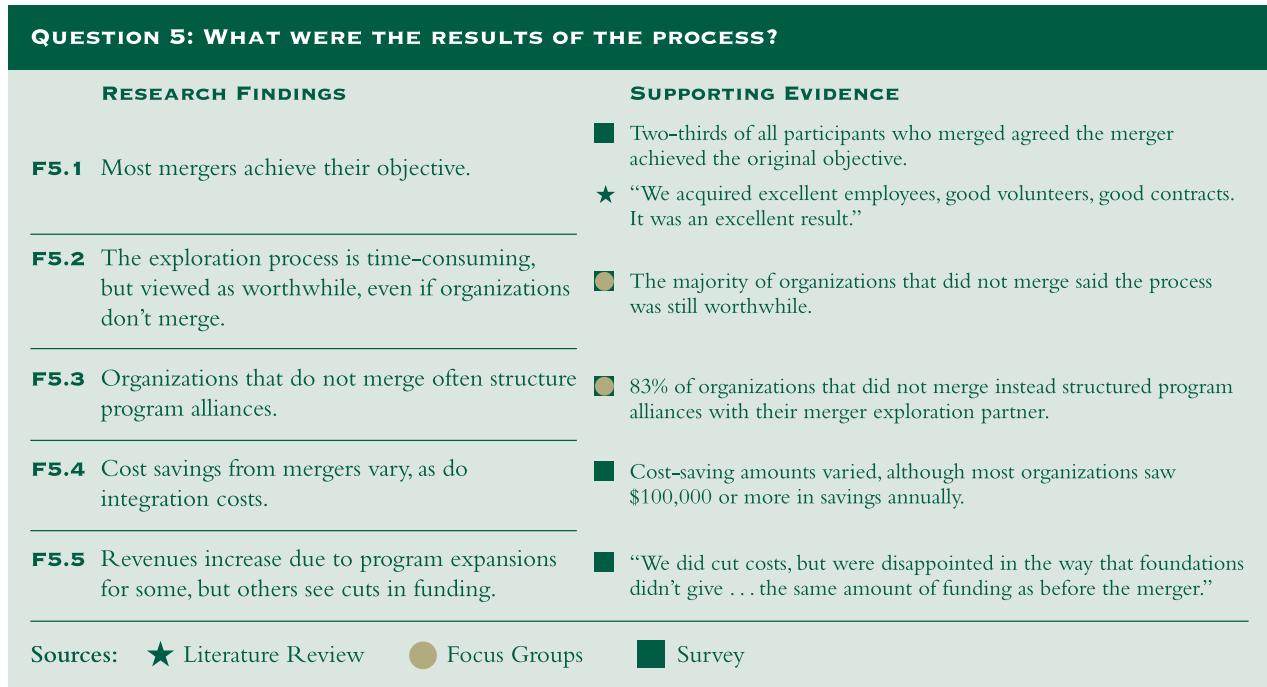 QUESTION 5: WHAT WERE THE RESULTS OF THE PROCESS?
RESEARCH FINDINGS
SUPPORTING EVIDENCE
F5.1 Most mergers achieve their objective.
Two-thirds of all participants who merged agreed the merger
achieved the original objective.
“We acquired excellent employees, good volunteers, good contracts.
It was an excellent result.”
F5.2 The exploration process is time-consuming,
but viewed as worthwhile, even if organizations
don’t merge.
The majority of organizations that did not merge said the process
was still worthwhile.
F5.3 Organizations that do not merge often structure
program alliances.
83% of organizations that did not merge instead structured program
alliances with their merger exploration partner.
F5.4 Cost savings from mergers vary, as do
integration costs.
Cost-saving amounts varied, although most organizations saw
$100,000 or more in savings annually.
F5.5 Revenues increase due to program expansions
for some, but others see cuts in funding.
“We did cut costs, but were disappointed in the way that foundations
didn’t give . . . the same amount of funding as before the merger.”
Sources: Literature Review Focus Groups Survey